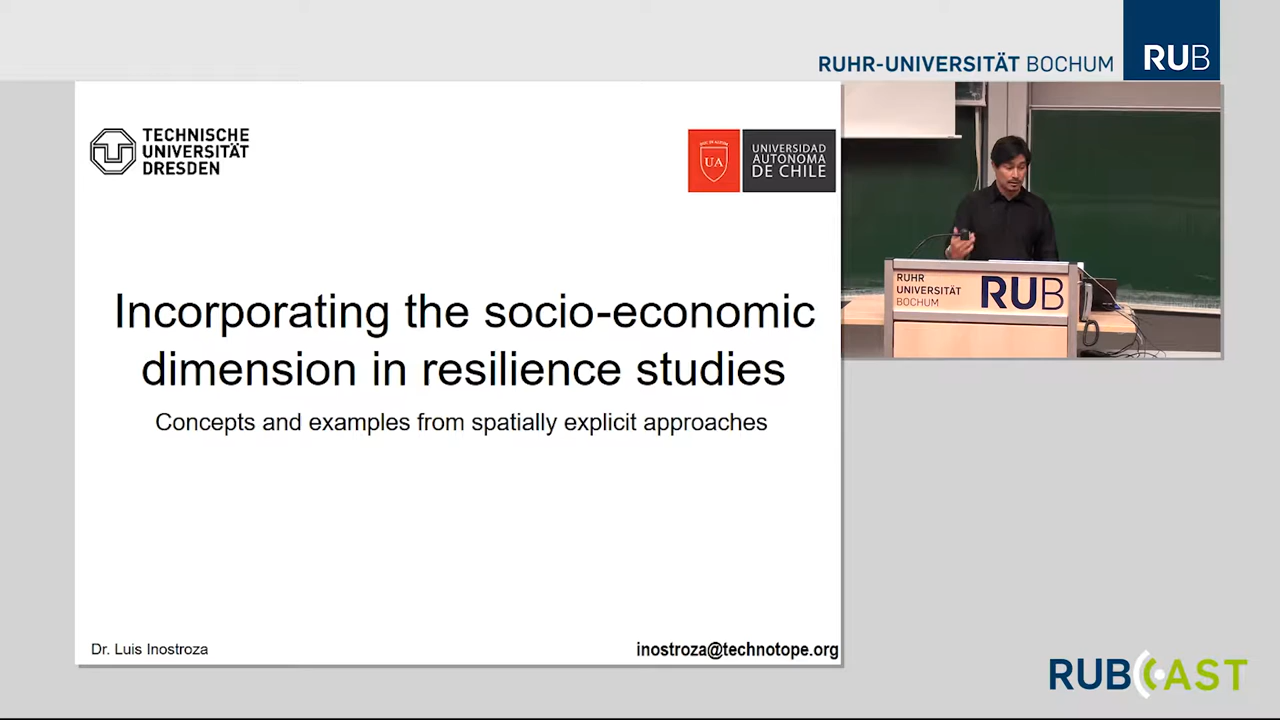 RUHR-UNIVERSITÄT BOCHUM
RUB
TECHNISCHE
UNIVERSITÄT
DRESDEN
UA
UNIVERSIDAD
AUTONOMA
DE CHILE
Incorporating the socio-economic
dimension in resilience studies
Concepts and examples from spatially explicit approaches
Dr. Luis Inostroza
inostroza@technotope.org
RUHR
UNIVERSITÄT
BOCHUM
RUB
RUBCAST